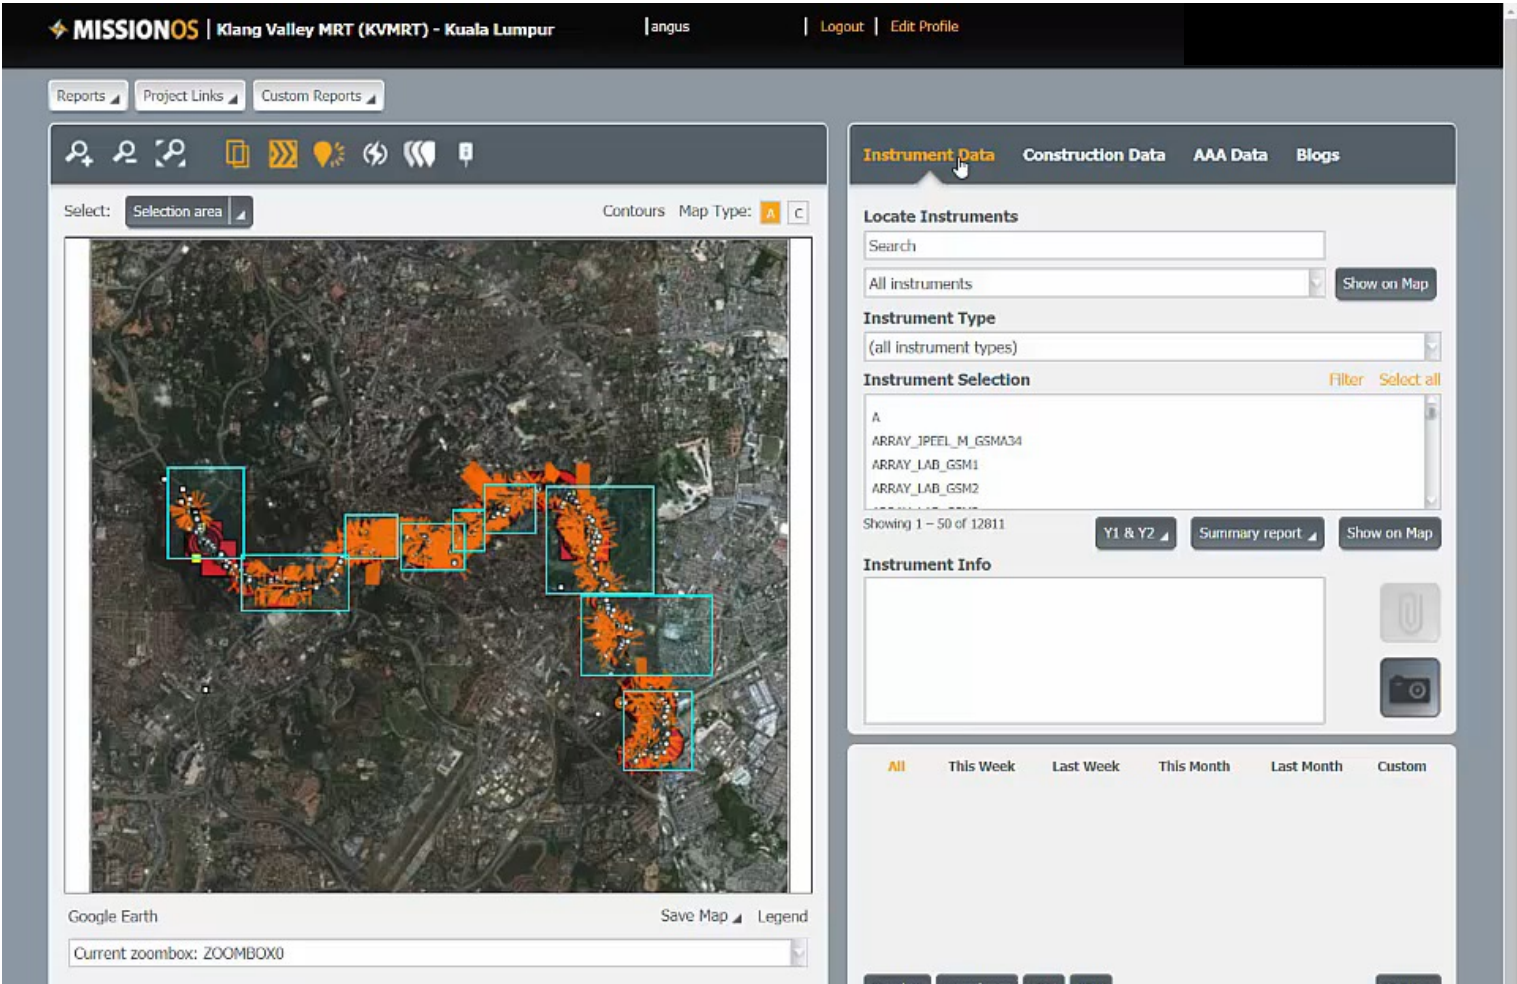 MISSIONOS | Klang Valley MRT (KVMRT) - Kuala Lumpur
angus | Logout | Edit Profile
Reports
Project Links
Custom Reports
Select:
Selection area
Contours
Map Type:
A
C
Google Earth
Save Map
Legend
Current zoombox: ZOOMBOX0
Instrument Data
Construction Data
AAA Data
Blogs
Locate Instruments
Search
All instruments
Show on Map
Instrument Type
(all instrument types)
Instrument Selection
Filter
Select all
A
ARRAY_JPEEL_M_GSMA34
ARRAY_LAB_GSM1
ARRAY_LAB_GSM2
Showing 1 – 50 of 12811
Y1 & Y2
Summary report
Show on Map
Instrument Info
All
This Week
Last Week
This Month
Last Month
Custom